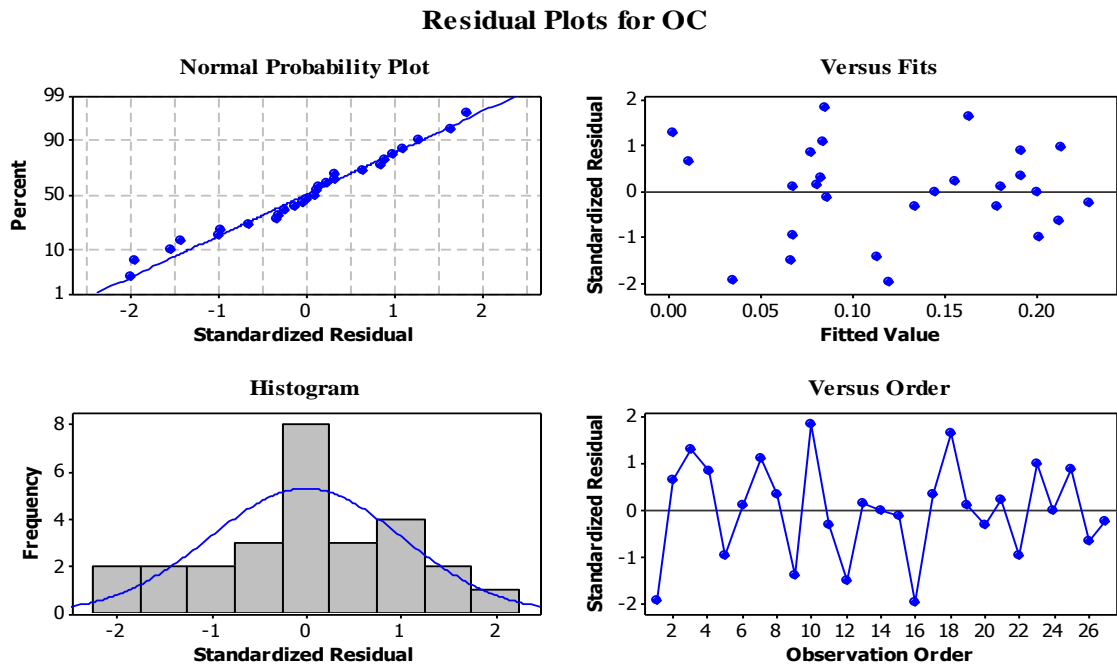 Residual Plots for OC
Normal Probability Plot
Percent
99
90
50
10
1
-2 -1 0 1 2
Standardized Residual
Versus Fits
Standardized Residual
2
1
0
-1
-2
0.00 0.05 0.10 0.15 0.20
Fitted Value
Histogram
Frequency
8
6
4
2
0
-2 -1 0 1 2
Standardized Residual
Versus Order
Standardized Residual
2
1
0
-1
-2
2 4 6 8 10 12 14 16 18 20 22 24 26
Observation Order